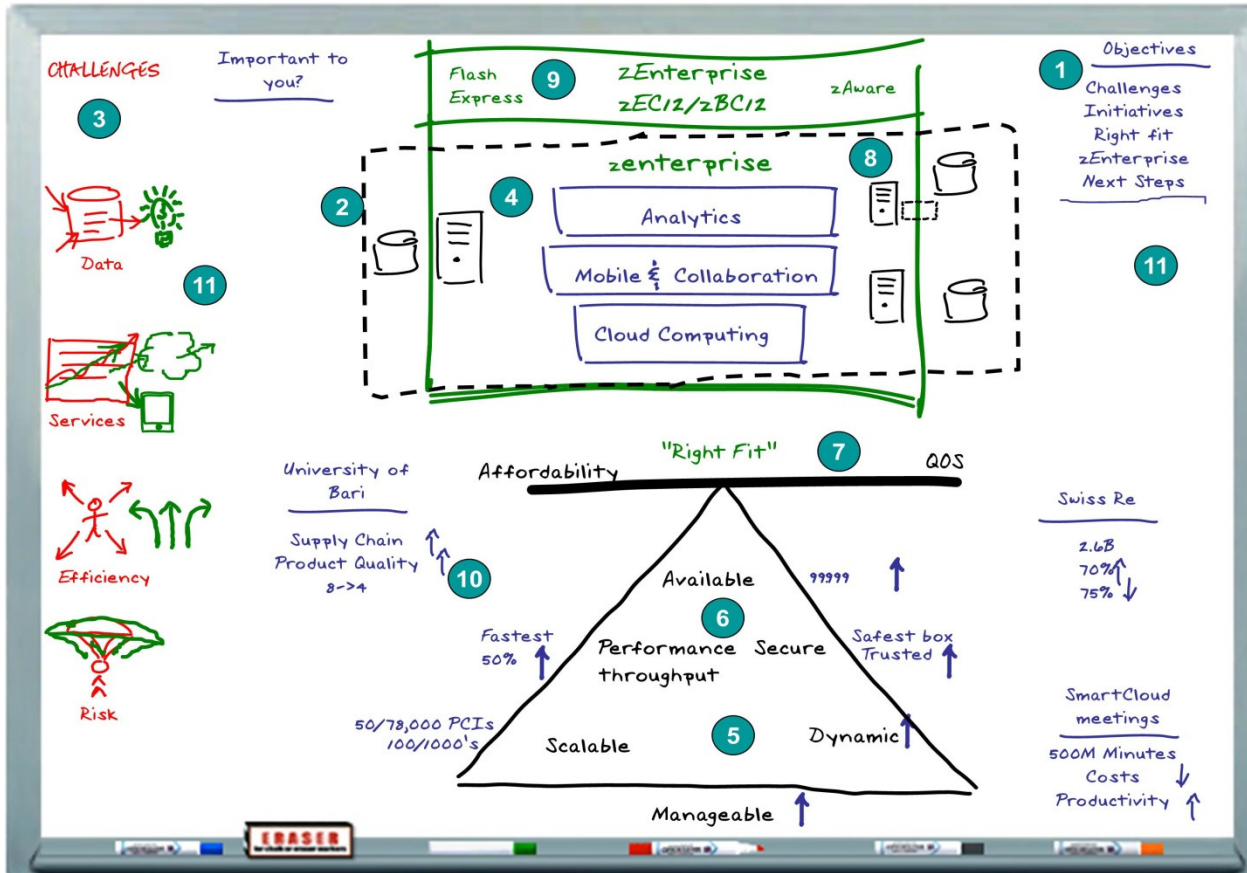 CHALLENGES
3
Data
11
Services
Efficiency
Risk
Important to
you?
Flash
Express
9
zEnterprise
zEC12/zBC12
zAware
2
4
zenterprise
8
Analytics
Mobile & Collaboration
Cloud Computing
1
Objectives
Challenges
Initiatives
Right fit
zEnterprise
Next Steps
11
Affordability
"Right Fit"
7
QOS
University of
Bari
Supply Chain
Product Quality
8->4
10
Available
99999
6
Fastest
50%
Performance
throughput
Secure
Safest box
Trusted
50/78,000 PCIs
100/1000's
Scalable
5
Dynamic
Manageable
Swiss Re
2.6B
70%
75%
SmartCloud
meetings
500M Minutes
Costs
Productivity
ERASER